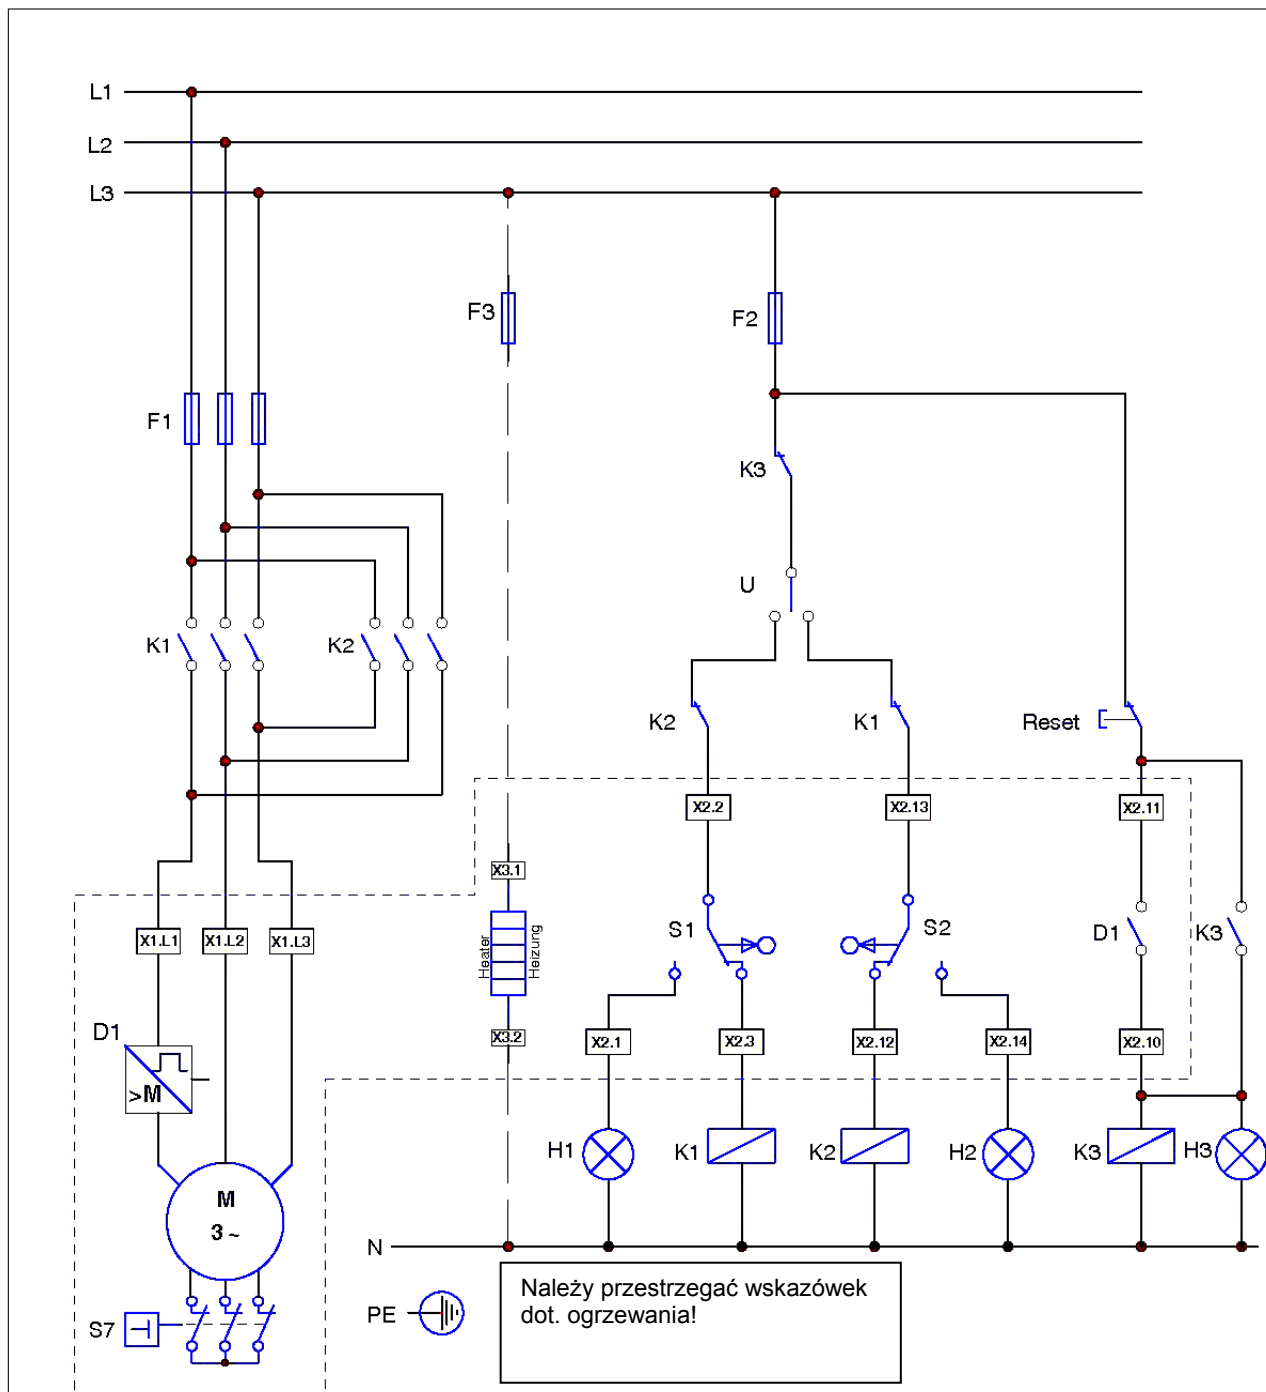 L1
L2
L3
F3
F2
F1
K3
U
K1
K2
K2
K1
Reset
X2.2
X2.13
X2.11
X3.1
X1.L1
X1.L2
X1.L3
Heater
Heizung
S1
S2
D1
K3
D1
>M
X3.2
X2.1
X2.3
X2.12
X2.14
X2.10
H1
K1
K2
H2
K3
H3
M
3 ~
N
PE
Należy przestrzegać wskazówek
dot. ogrzewania!
S7